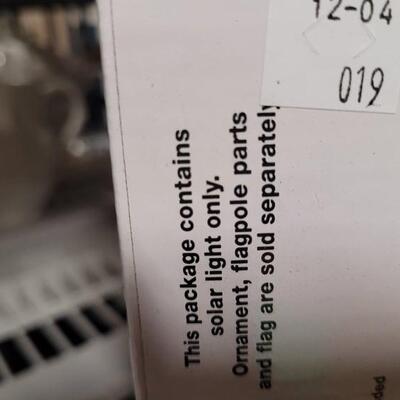 12-04
019
This package contains
solar light only.
Ornament, flagpole parts
and flag are sold separately